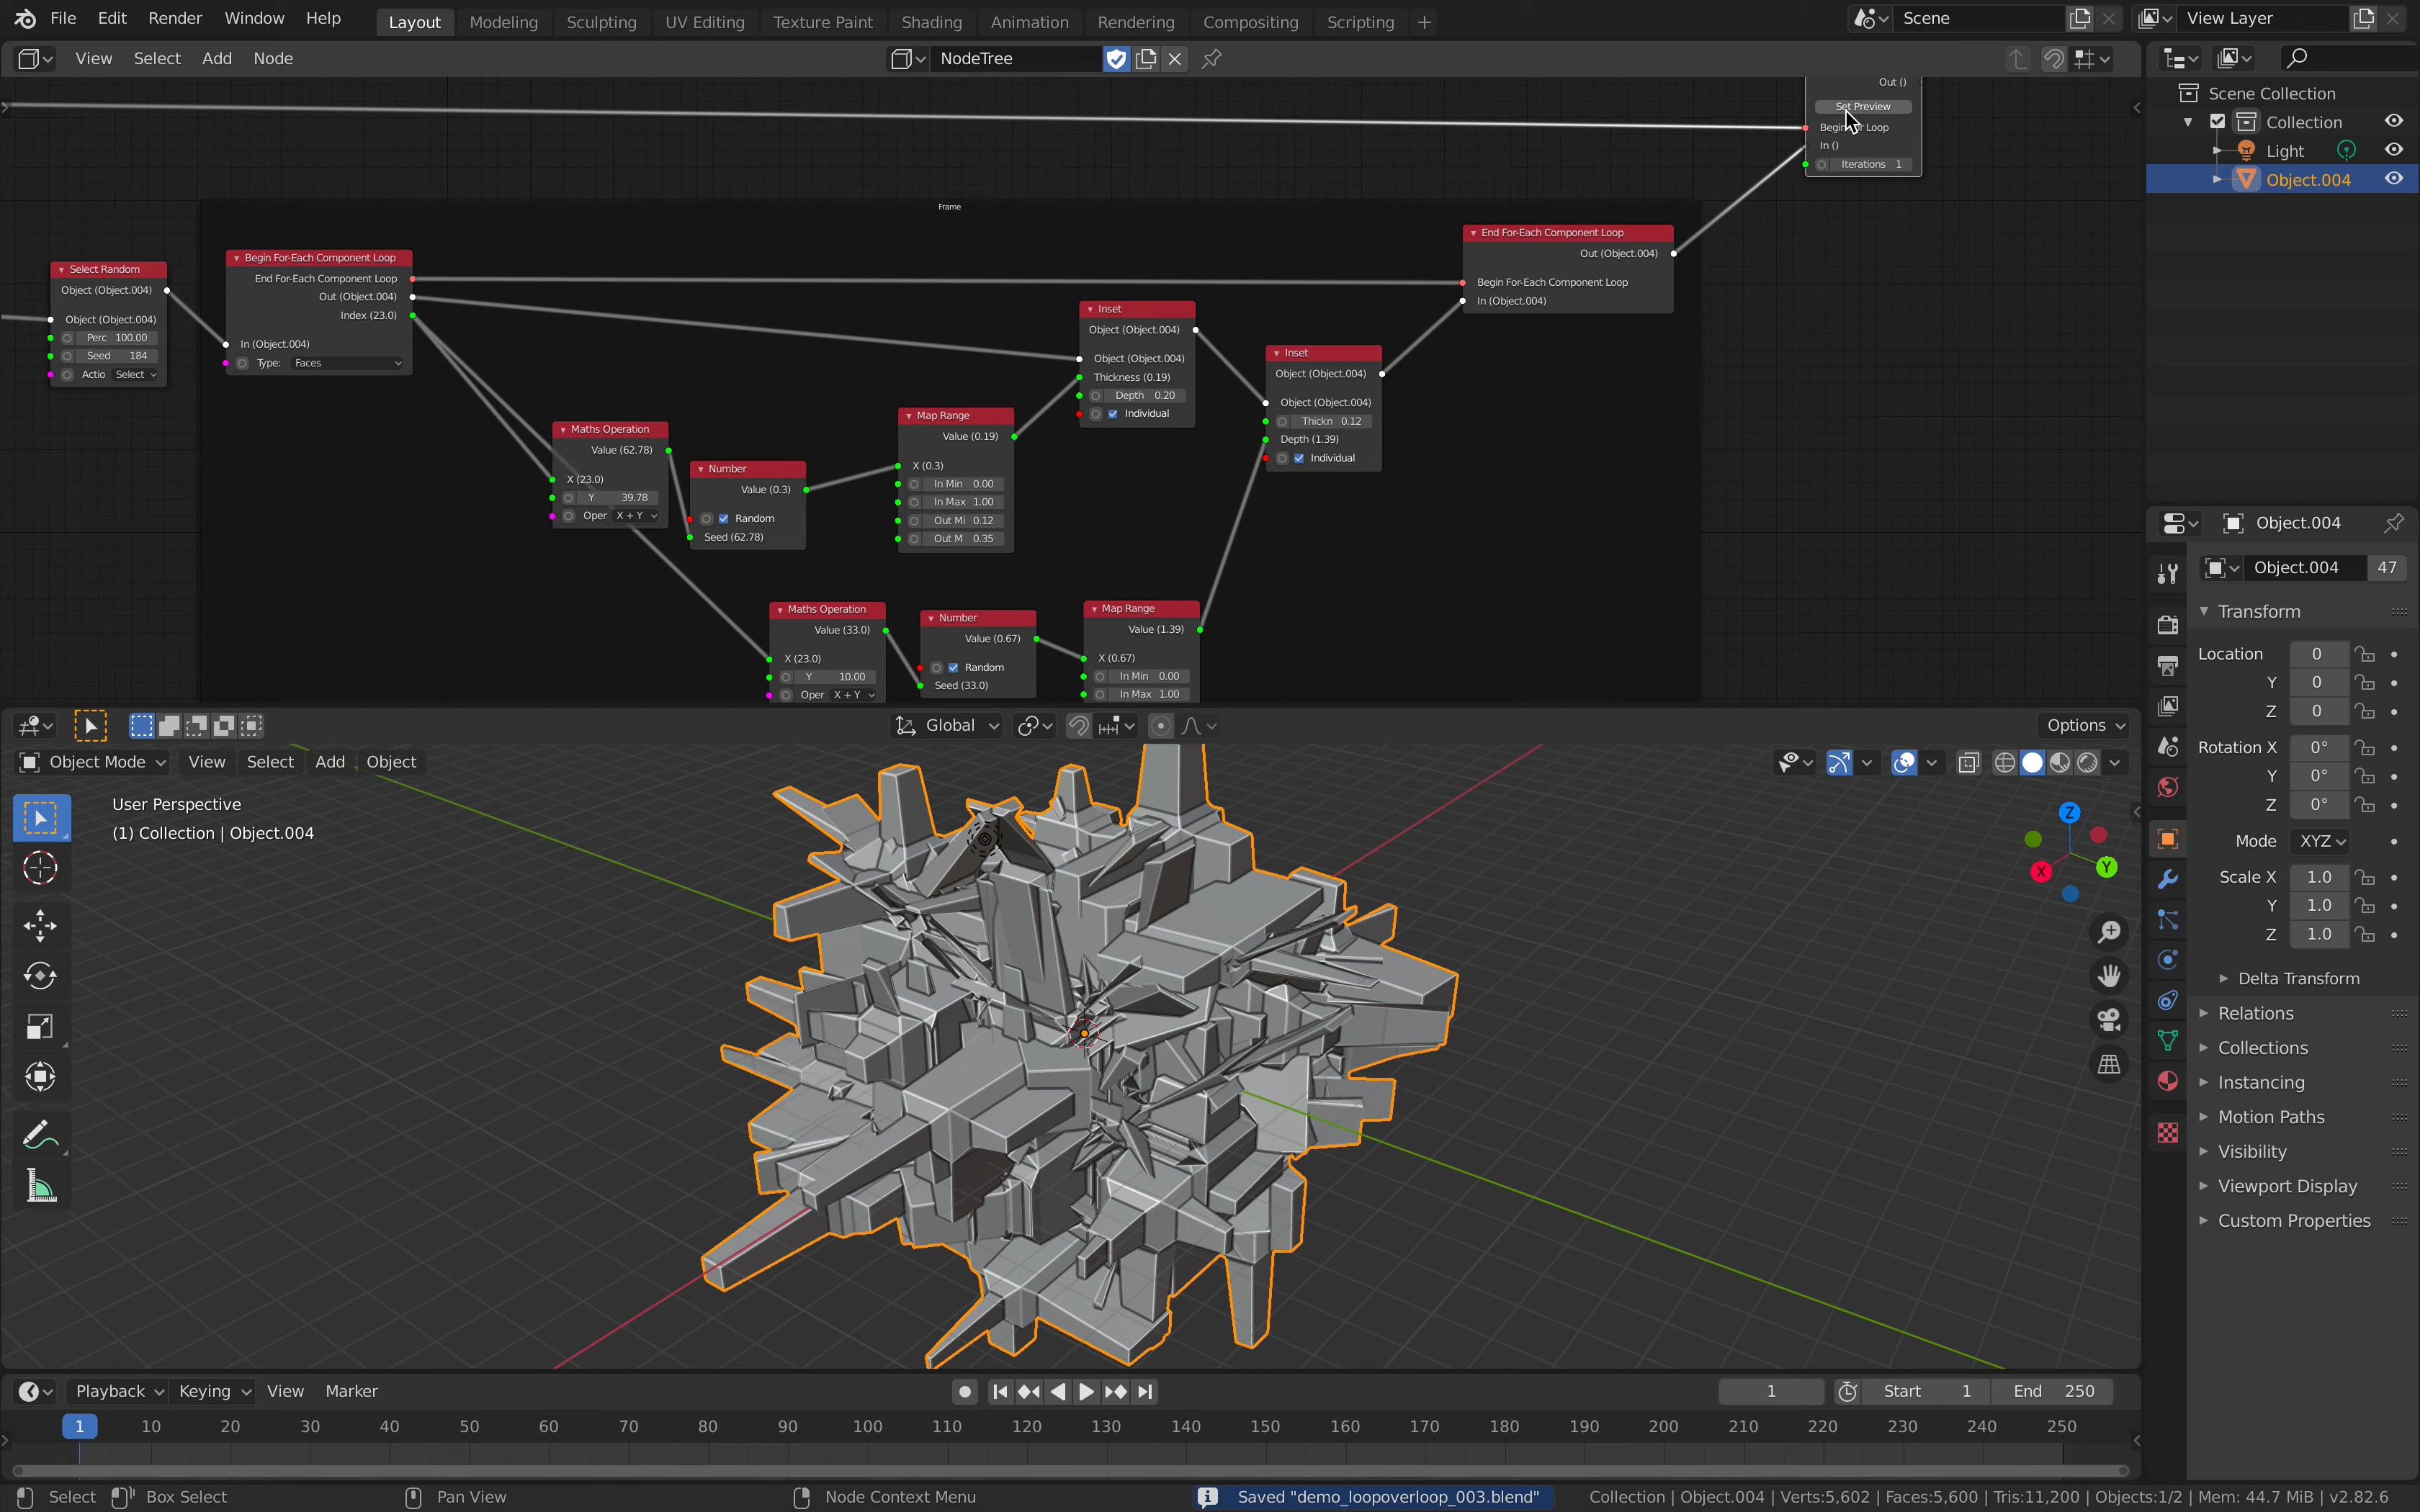 File Edit Render Window Help Layout Modeling Sculpting UV Editing Texture Paint Shading Animation Rendering Compositing Scripting + Scene View Layer
View Select Add Node NodeTree
Out ()
Set Preview
In ()
Iterations 1
Frame
Select Random
Object (Object.004)
Object (Object.004)
Perc 100.00
Seed 184
Actio Select
Begin For-Each Component Loop
End For-Each Component Loop
Out (Object.004)
Index (23.0)
In (Object.004)
Type: Faces
Maths Operation
Value (62.78)
X (23.0)
Y 39.78
Oper X + Y
Number
Value (0.3)
Random
Seed (62.78)
Map Range
Value (0.19)
X (0.3)
In Min 0.00
In Max 1.00
Out Mi 0.12
Out M 0.35
Inset
Object (Object.004)
Object (Object.004)
Thickness (0.19)
Depth 0.20
Individual
Inset
Object (Object.004)
Object (Object.004)
Thickn 0.12
Depth (1.39)
Individual
End For-Each Component Loop
Out (Object.004)
Begin For-Each Component Loop
In (Object.004)
Maths Operation
Value (33.0)
X (23.0)
Y 10.00
Oper X + Y
Number
Value (0.67)
Random
Seed (33.0)
Map Range
Value (1.39)
X (0.67)
In Min 0.00
In Max 1.00
Scene Collection
Collection
Light
Object.004
Object.004
Object.004 47
Transform
Location 0
Y 0
Z 0
Rotation X 0°
Y 0°
Z 0°
Mode XYZ
Scale X 1.0
Y 1.0
Z 1.0
Delta Transform
Relations
Collections
Instancing
Motion Paths
Visibility
Viewport Display
Custom Properties
Global Options
Object Mode View Select Add Object
User Perspective
(1) Collection | Object.004
Z
Y
X
Playback Keying View Marker 1 Start 1 End 250
1 10 20 30 40 50 60 70 80 90 100 110 120 130 140 150 160 170 180 190 200 210 220 230 240 250
Select Box Select Pan View Node Context Menu Saved "demo_loopoverloop_003.blend" Collection | Object.004 | Verts:5,602 | Faces:5,600 | Tris:11,200 | Objects:1/2 | Mem: 44.7 MiB | v2.82.6